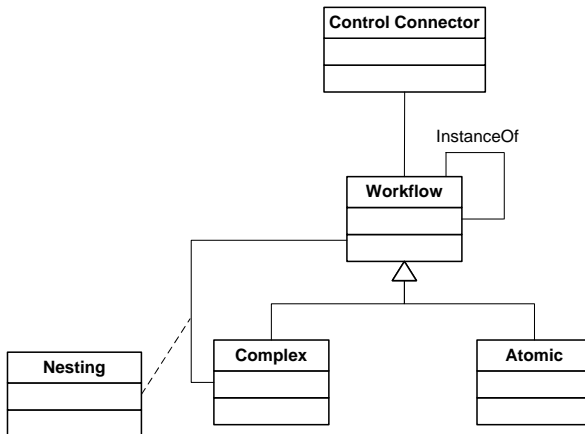 Control Connector
InstanceOf
Workflow
Nesting
Complex
Atomic